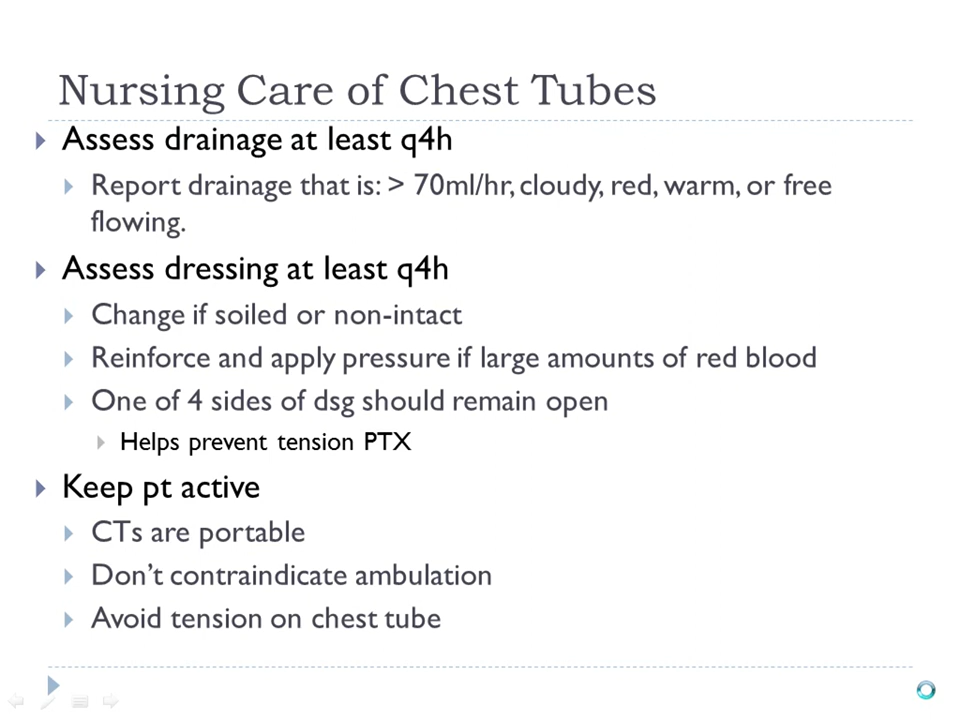 Nursing Care of Chest Tubes
Assess drainage at least q4h
Report drainage that is: > 70ml/hr, cloudy, red, warm, or free
flowing.
Assess dressing at least q4h
Change if soiled or non-intact
Reinforce and apply pressure if large amounts of red blood
One of 4 sides of dsg should remain open
Helps prevent tension PTX
Keep pt active
CTs are portable
Don’t contraindicate ambulation
Avoid tension on chest tube